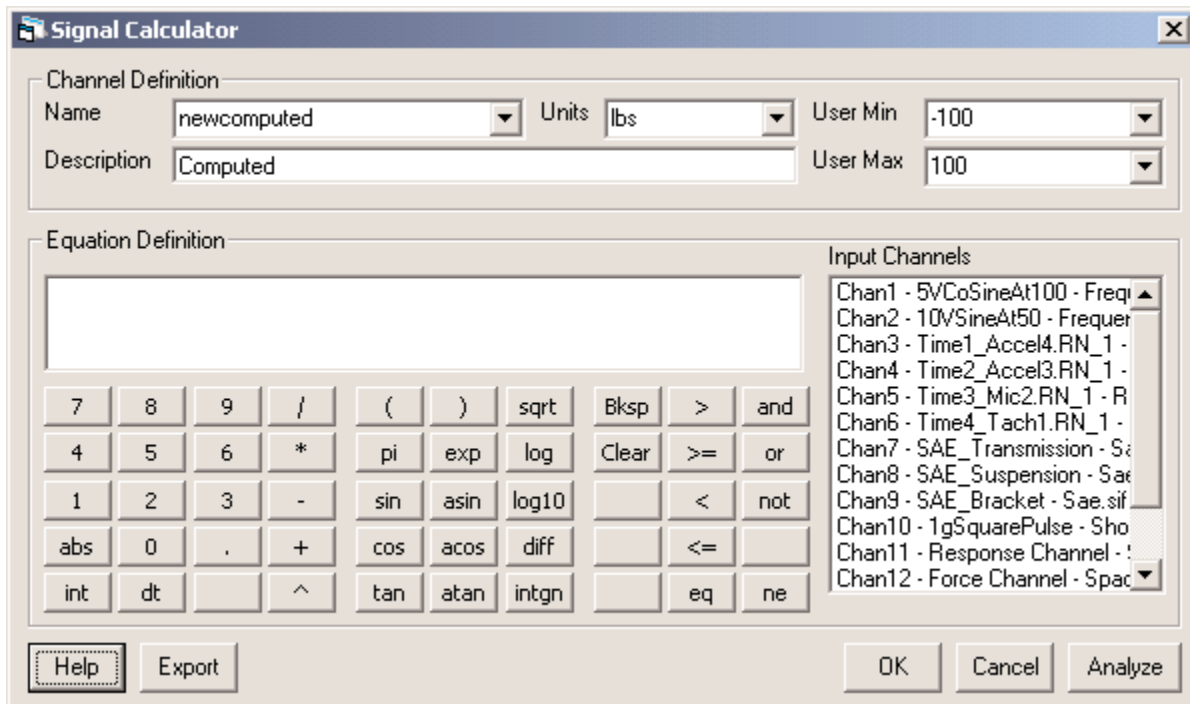 Signal Calculator
Channel Definition
Name newcomputed Units lbs User Min -100
Description Computed User Max 100
Equation Definition
Input Channels
Chan1 - 5VCoSineAt100 - Frequ
Chan2 - 10VSineAt50 - Frequer
Chan3 - Time1_Accel4.RN_1 -
Chan4 - Time2_Accel3.RN_1 -
Chan5 - Time3_Mic2.RN_1 - R
Chan6 - Time4_Tach1.RN_1 -
Chan7 - SAE_Transmission - Sa
Chan8 - SAE_Suspension - Sae
Chan9 - SAE_Bracket - Sae.sif
Chan10 - 1gSquarePulse - Sho
Chan11 - Response Channel -
Chan12 - Force Channel - Spac
7 8 9 / ( ) sqrt Bksp > and
4 5 6 * pi exp log Clear >= or
1 2 3 - sin asin log10 < not
abs 0 . + cos acos diff <=
int dt ^ tan atan intgn eq ne
Help Export OK Cancel Analyze